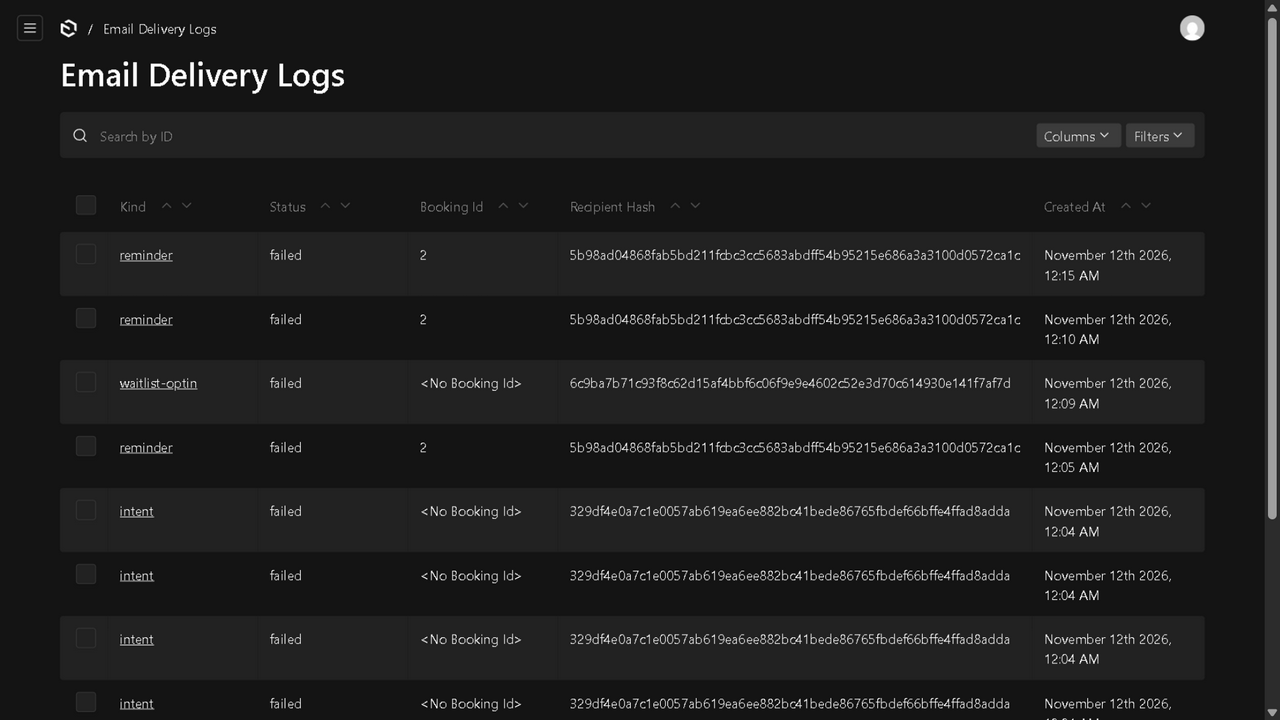 / Email Delivery Logs
Email Delivery Logs
Search by ID
Columns
Filters
Kind Status Booking Id Recipient Hash Created At
reminder failed 2 5b98ad04868fab5bd211fcbc3cc5683abdff54b95215e686a3a3100d0572ca1c November 12th 2026,
12:15 AM
reminder failed 2 5b98ad04868fab5bd211fcbc3cc5683abdff54b95215e686a3a3100d0572ca1c November 12th 2026,
12:10 AM
waitlist-optin failed <No Booking Id> 6c9ba7b71c93f8c62d15af4bbf6c06f9e9e4602c52e3d70c614930e141f7af7d November 12th 2026,
12:09 AM
reminder failed 2 5b98ad04868fab5bd211fcbc3cc5683abdff54b95215e686a3a3100d0572ca1c November 12th 2026,
12:05 AM
intent failed <No Booking Id> 329df4e0a7c1e0057ab619ea6ee882bc41bede86765fbdef66bffe4ffad8adda November 12th 2026,
12:04 AM
intent failed <No Booking Id> 329df4e0a7c1e0057ab619ea6ee882bc41bede86765fbdef66bffe4ffad8adda November 12th 2026,
12:04 AM
intent failed <No Booking Id> 329df4e0a7c1e0057ab619ea6ee882bc41bede86765fbdef66bffe4ffad8adda November 12th 2026,
12:04 AM
intent failed <No Booking Id> 329df4e0a7c1e0057ab619ea6ee882bc41bede86765fbdef66bffe4ffad8adda November 12th 2026,